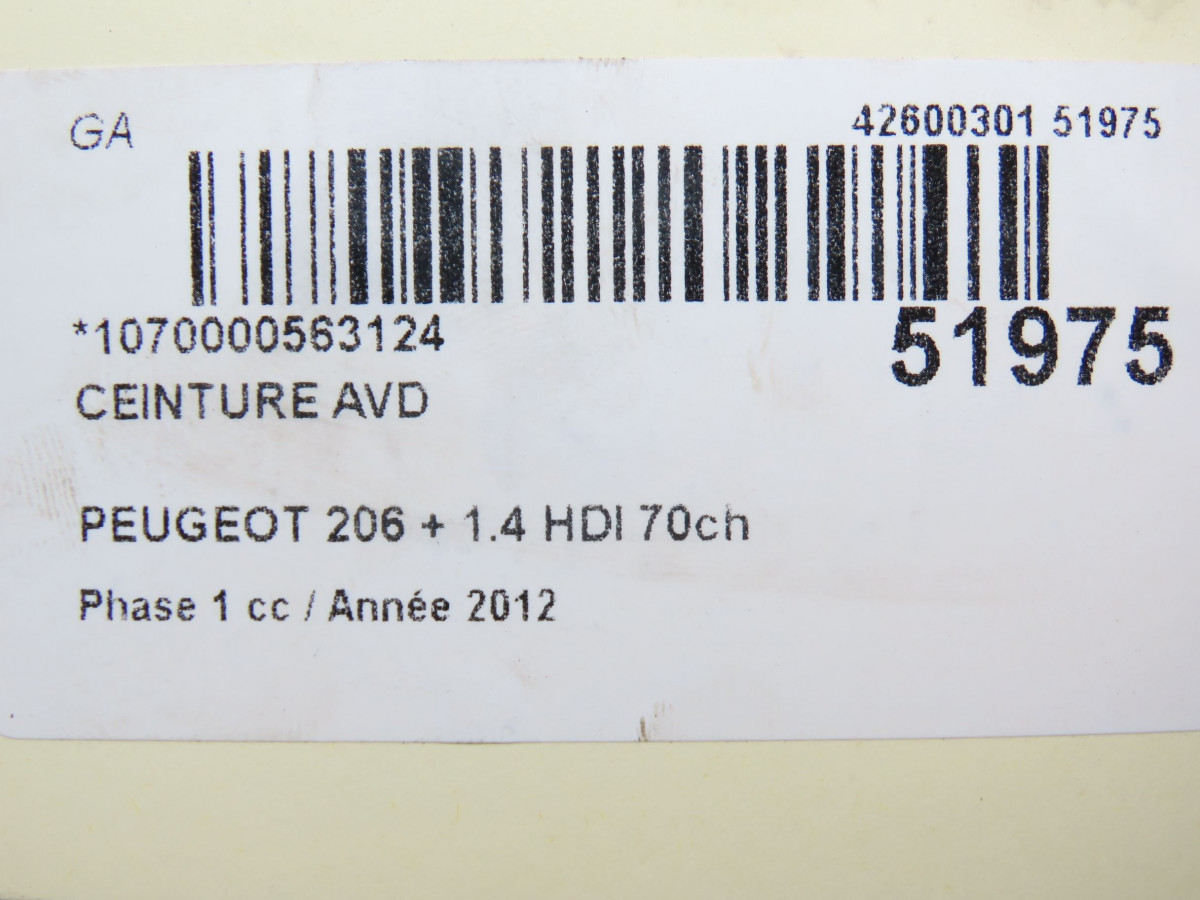 GA 42600301 51975
*1070000563124 51975
CEINTURE AVD
PEUGEOT 206 + 1.4 HDI 70ch
Phase 1 cc / Année 2012